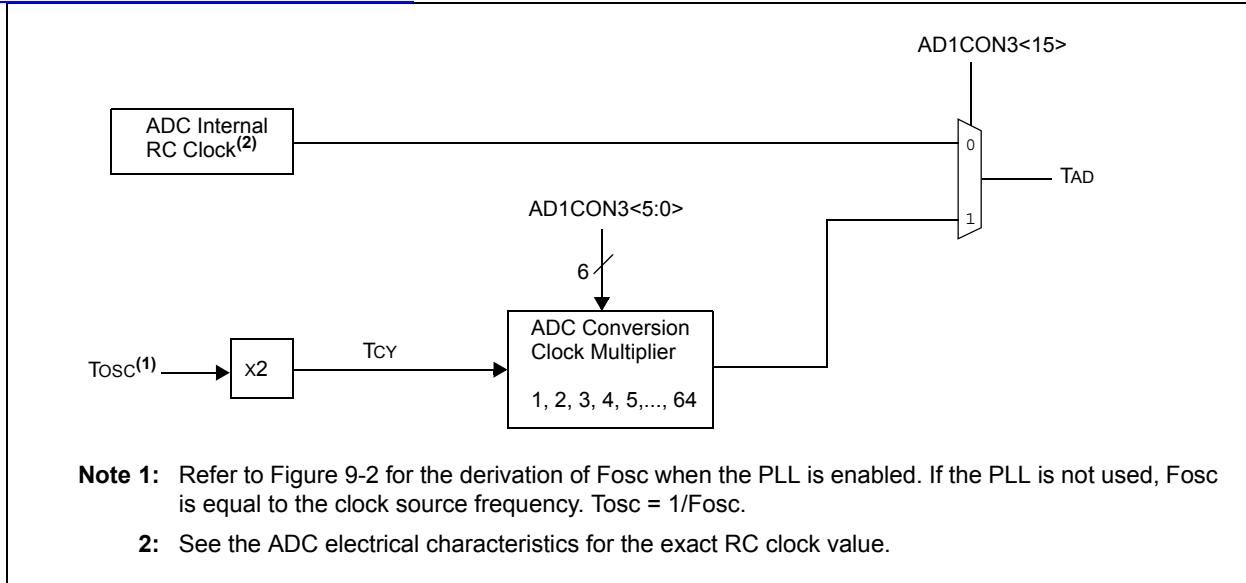 AD1CON3<15>
ADC Internal
RC Clock(2)
0
TAD
AD1CON3<5:0>
1
6
ADC Conversion
Clock Multiplier
TOSC(1)
X2
TCY
1, 2, 3, 4, 5,..., 64
Note 1: Refer to Figure 9-2 for the derivation of Fosc when the PLL is enabled. If the PLL is not used, Fosc
is equal to the clock source frequency. Tosc = 1/Fosc.
2: See the ADC electrical characteristics for the exact RC clock value.